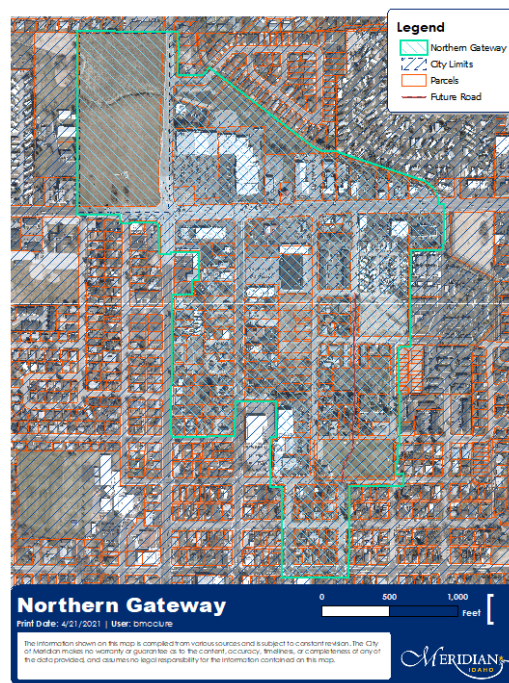 Legend
Northern Gateway
City Limits
Parcels
Future Road
Northern Gateway
Print Date: 4/21/2021 | User: bmcclure
0 500 1,000
Feet
The information shown on this map is compiled from various sources and is subject to constant revision. The City
of Meridian makes no warranty or guarantee as to the content, accuracy, timeliness, or completeness of any of
the data provided, and assumes no legal responsibility for the information contained on this map.
MERIDIAN
IDAHO